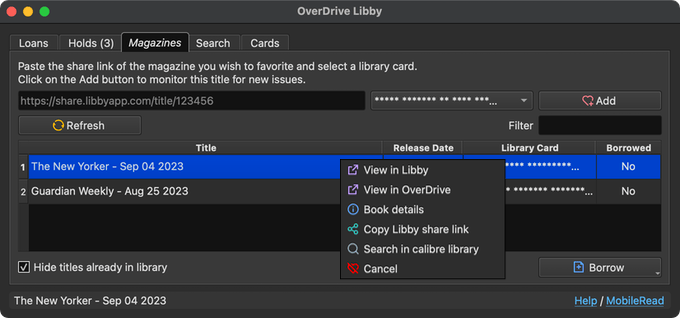 OverDrive Libby
Loans Holds (3) Magazines Search Cards
Paste the share link of the magazine you wish to favorite and select a library card.
Click on the Add button to monitor this title for new issues.
https://share.libbyapp.com/title/123456 ***** ******* ** **** ***... Add
Refresh Filter
Title Release Date Library Card Borrowed
1 The New Yorker - Sep 04 2023 **** *********... No
2 Guardian Weekly - Aug 25 2023 * ******* *******... No
View in Libby
View in OverDrive
Book details
Copy Libby share link
Search in calibre library
Cancel
Hide titles already in library Borrow
The New Yorker - Sep 04 2023 Help / MobileRead